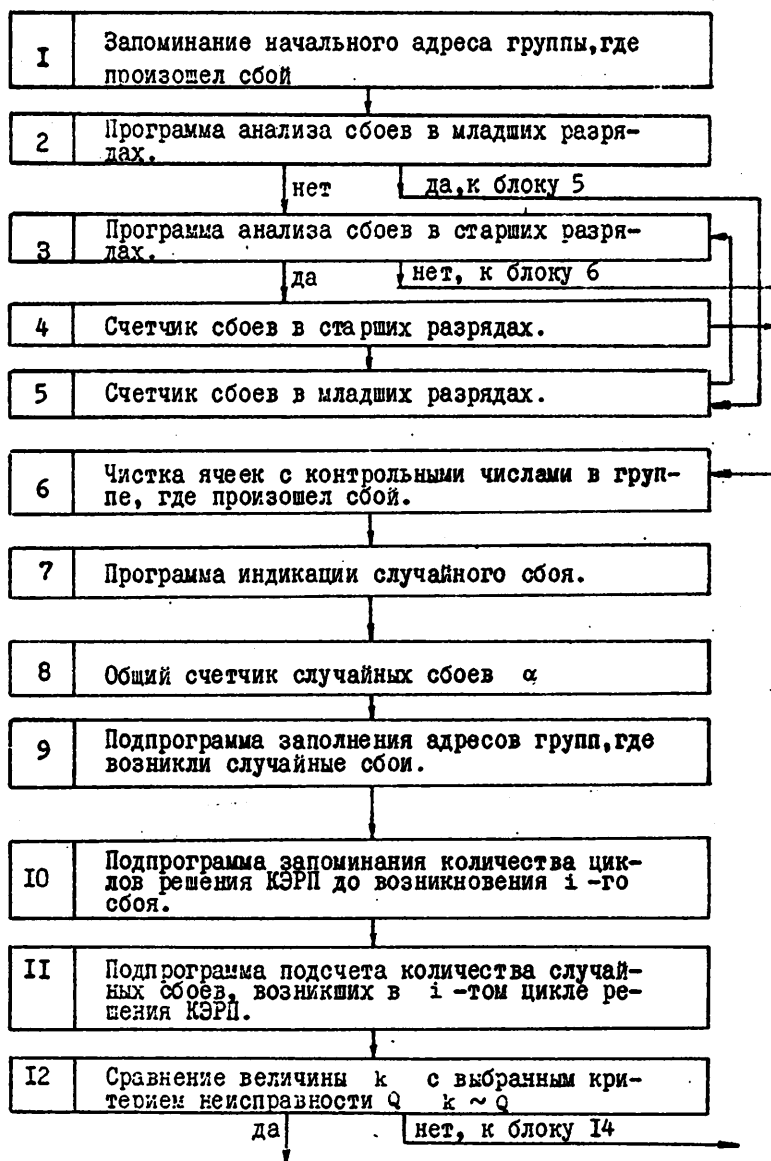 I Запоминание начального адреса группы,где
произошел сбой
2 Программа анализа сбоев в младших разря-
дах.
нет да,к блоку 5
3 Программа анализа сбоев в старших разря-
дах.
да нет, к блоку 6
4 Счетчик сбоев в старших разрядах.
5 Счетчик сбоев в младших разрядах.
6 Чистка ячеек с контрольными числами в груп-
пе, где произошел сбой.
7 Программа индикации случайного сбоя.
8 Общий счетчик случайных сбоев α
9 Подпрограмма заполнения адресов групп,где
возникли случайные сбои.
IO Подпрограмма запоминания количества цик-
лов решения КЭРП до возникновения i -го
сбоя.
II Подпрограмма подсчета количества случай-
ных сбоев, возникших в i -том цикле ре-
шения КЭРП.
I2 Сравнение величины k с выбранным кри-
терием неисправности Q k ~ Q
да нет, к блоку I4